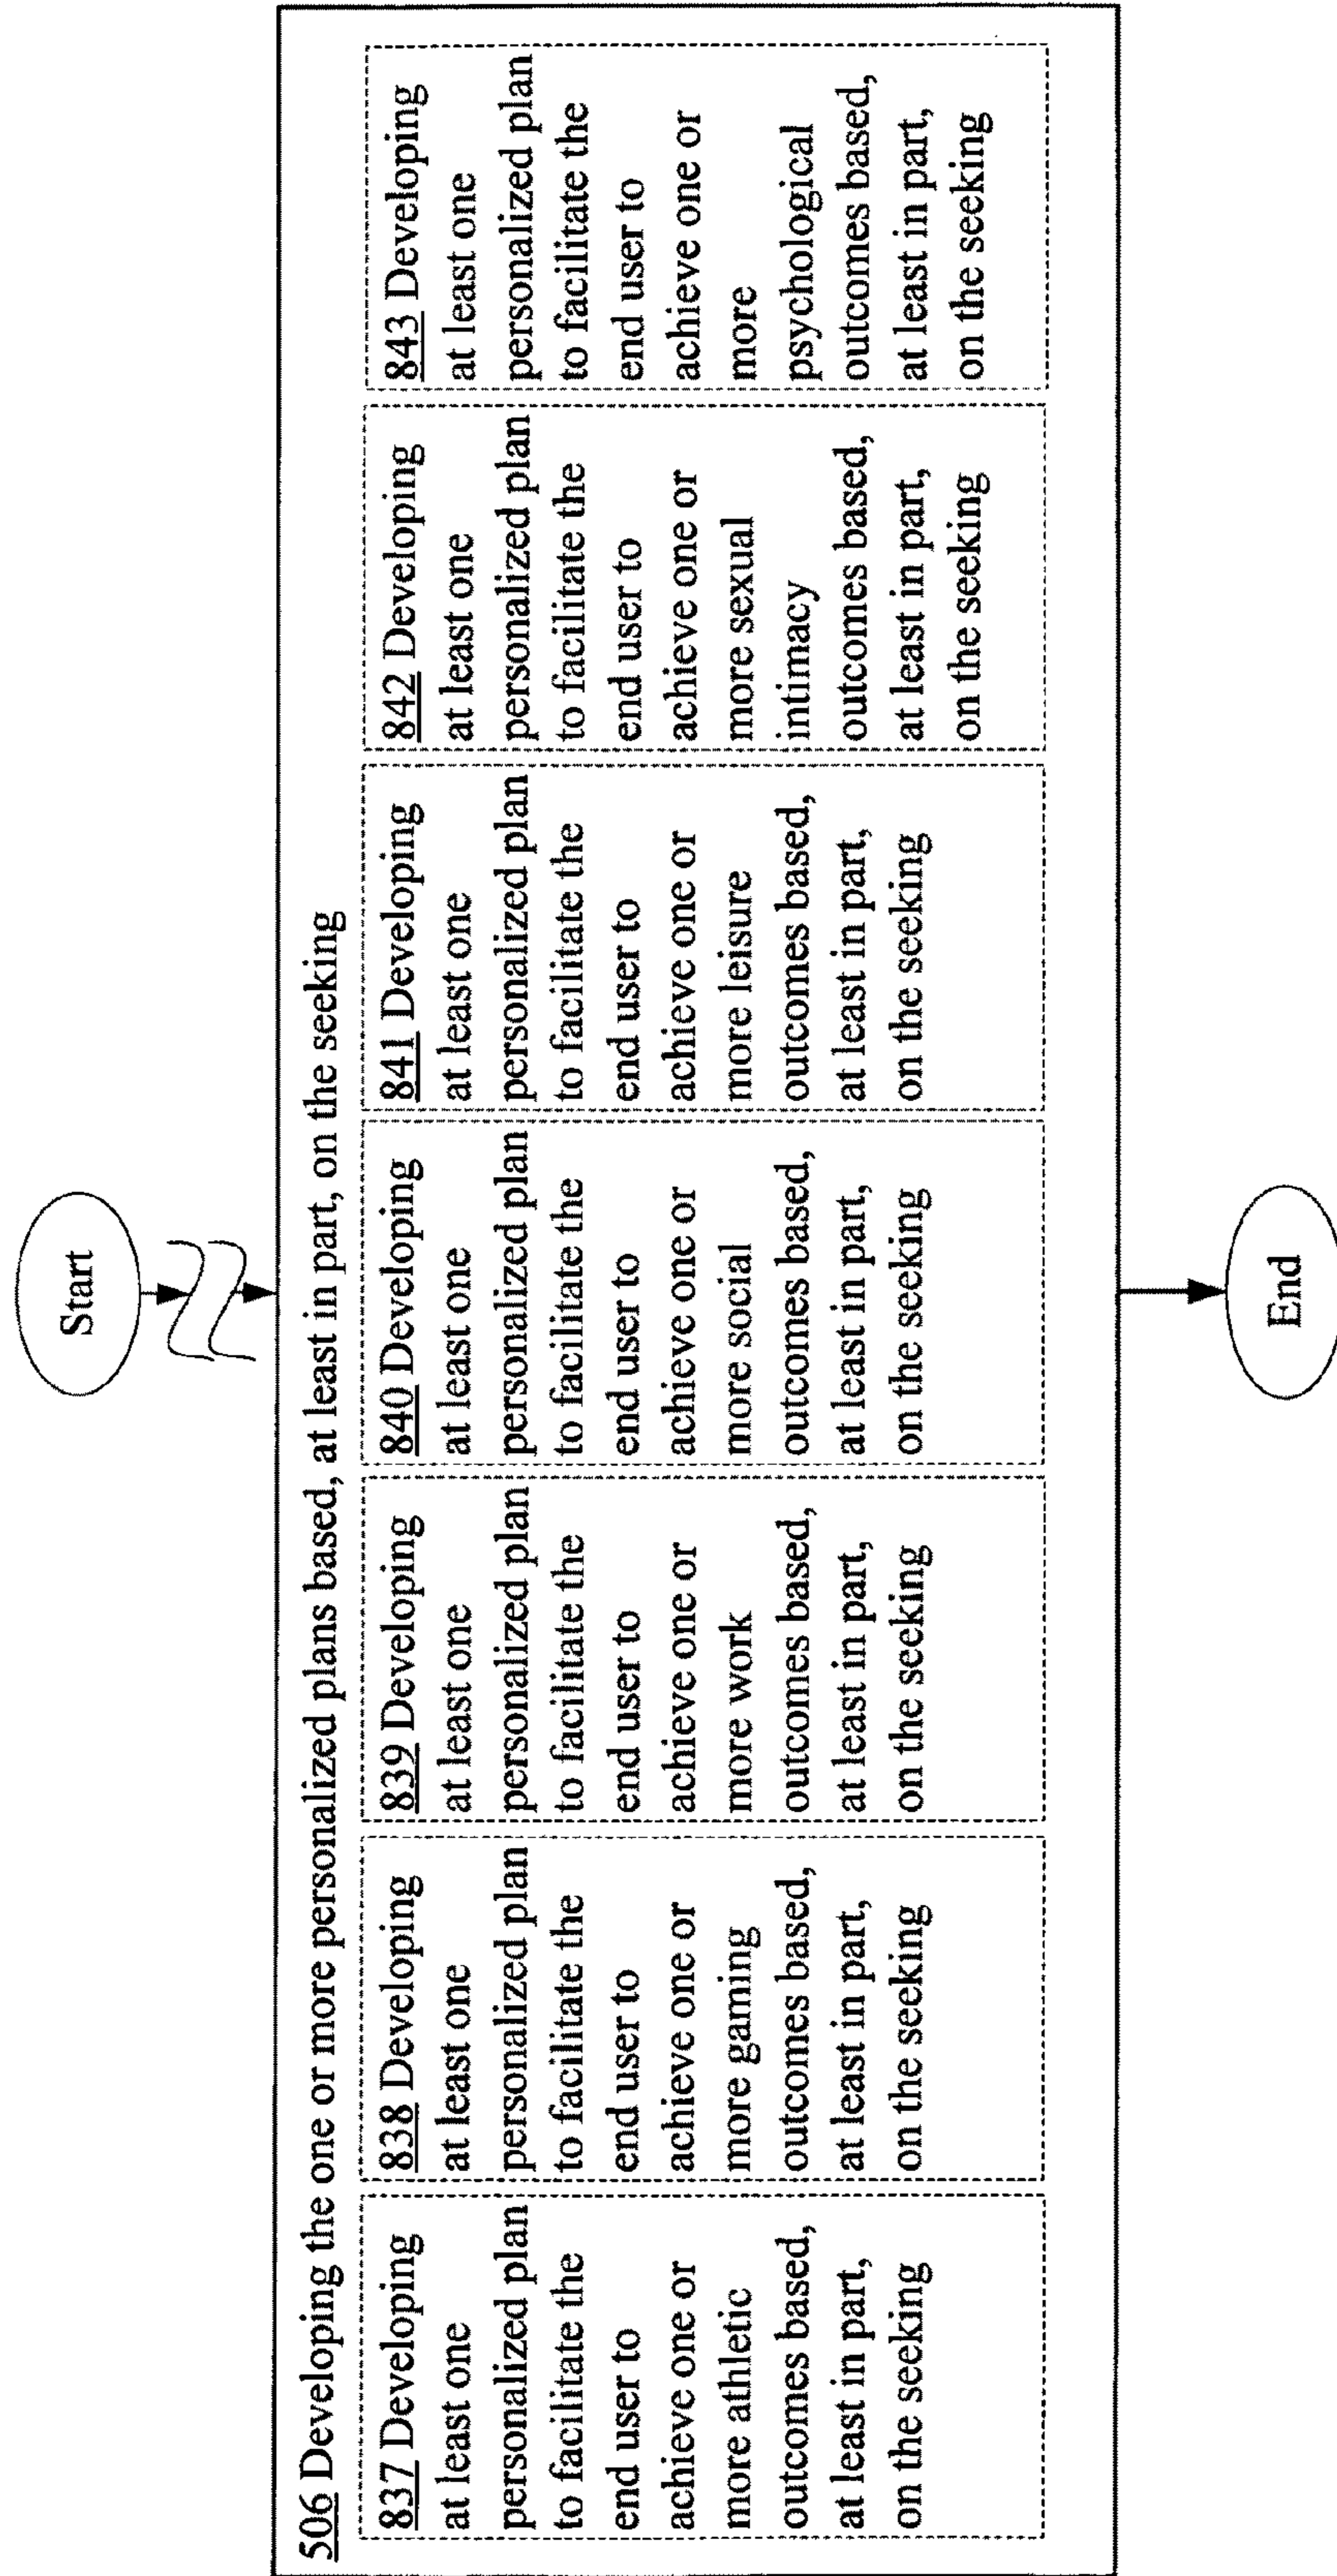 Start
506 Developing the one or more personalized plans based, at least in part, on the seeking
837 Developing
at least one
personalized plan
to facilitate the
end user to
achieve one or
more athletic
outcomes based,
at least in part,
on the seeking
838 Developing
at least one
personalized plan
to facilitate the
end user to
achieve one or
more gaming
outcomes based,
at least in part,
on the seeking
839 Developing
at least one
personalized plan
to facilitate the
end user to
achieve one or
more work
outcomes based,
at least in part,
on the seeking
840 Developing
at least one
personalized plan
to facilitate the
end user to
achieve one or
more social
outcomes based,
at least in part,
on the seeking
841 Developing
at least one
personalized plan
to facilitate the
end user to
achieve one or
more leisure
outcomes based,
at least in part,
on the seeking
842 Developing
at least one
personalized plan
to facilitate the
end user to
achieve one or
more sexual
intimacy
outcomes based,
at least in part,
on the seeking
843 Developing
at least one
personalized plan
to facilitate the
end user to
achieve one or
more
psychological
outcomes based,
at least in part,
on the seeking
End